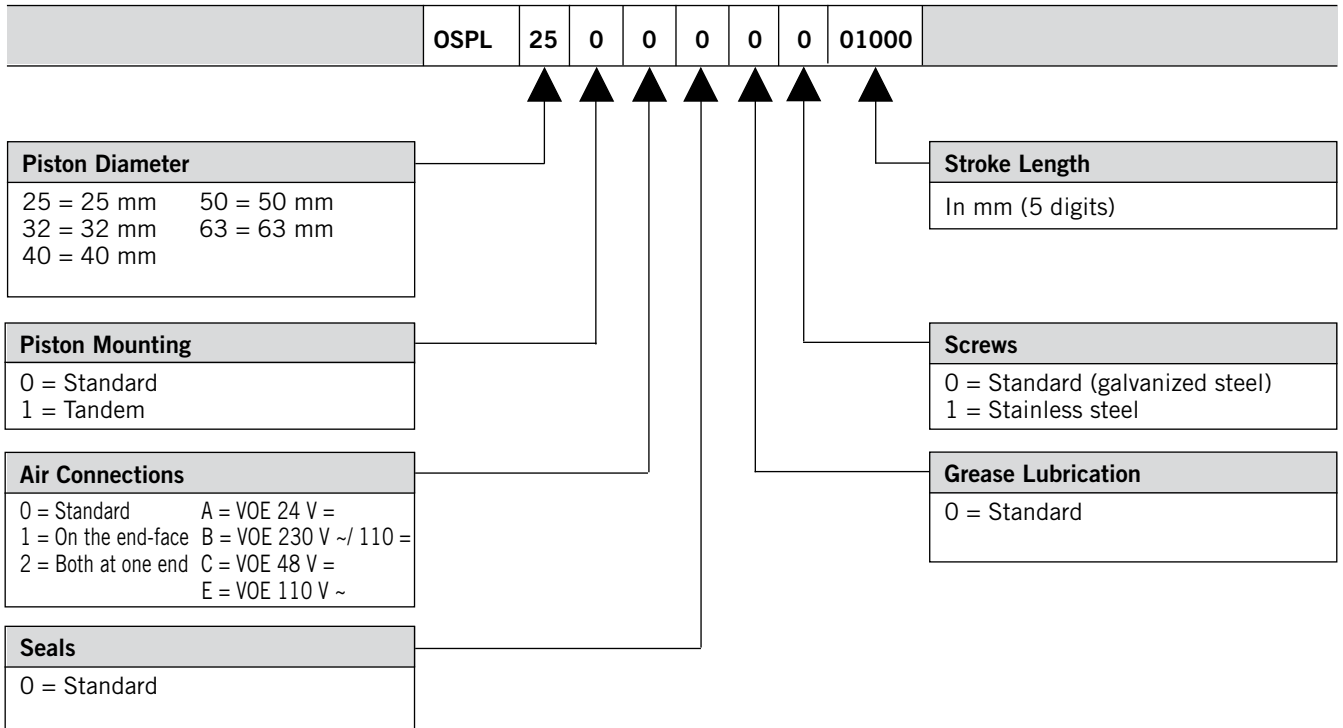 OSPL 25 0 0 0 0 0 01000
Piston Diameter
25 = 25 mm 50 = 50 mm
32 = 32 mm 63 = 63 mm
40 = 40 mm
Stroke Length
In mm (5 digits)
Piston Mounting
0 = Standard
1 = Tandem
Screws
0 = Standard (galvanized steel)
1 = Stainless steel
Air Connections
0 = Standard A = VOE 24 V =
1 = On the end-face B = VOE 230 V ~/ 110 =
2 = Both at one end C = VOE 48 V =
E = VOE 110 V ~
Grease Lubrication
0 = Standard
Seals
0 = Standard